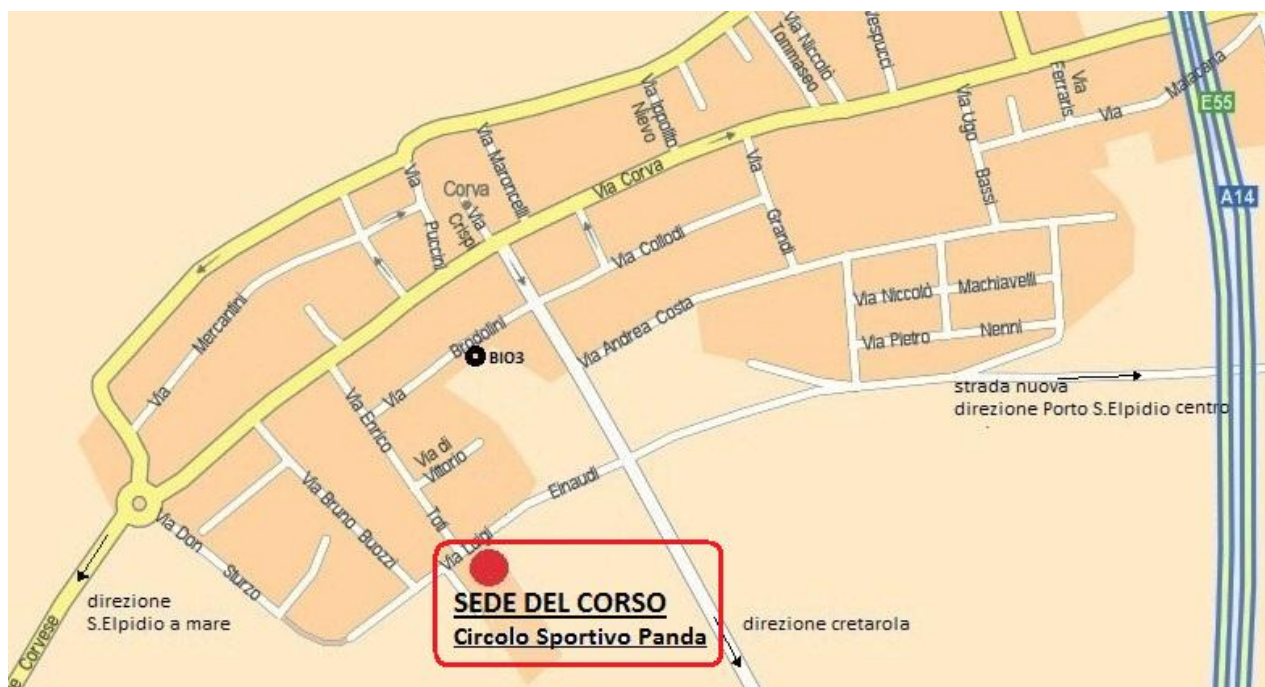 Via Niccolò
Tommaseo
Vespucci
Via
Ferraris
Via
Malacana
E55
Via Ippolito
Nievo
Via Ugo
Bassi
A14
Via Maroncelli
Via Corva
Via
Grandi
Corva
Via
Crispi
Via
Puccini
Via Collodi
Via
Mercantini
Via Niccolò
Machiavelli
Via Andrea Costa
Via Pietro
Nenni
Via
Brodolini
BIO3
strada nuova
direzione Porto S.Elpidio centro
Via Enrico
Toti
Via di
Vittorio
Via Bruno Buozzi
Via Luigi
Einaudi
Via Don
Sturzo
direzione
S.Elpidio a mare
SEDE DEL CORSO
Circolo Sportivo Panda
direzione cretarola
e Corvese